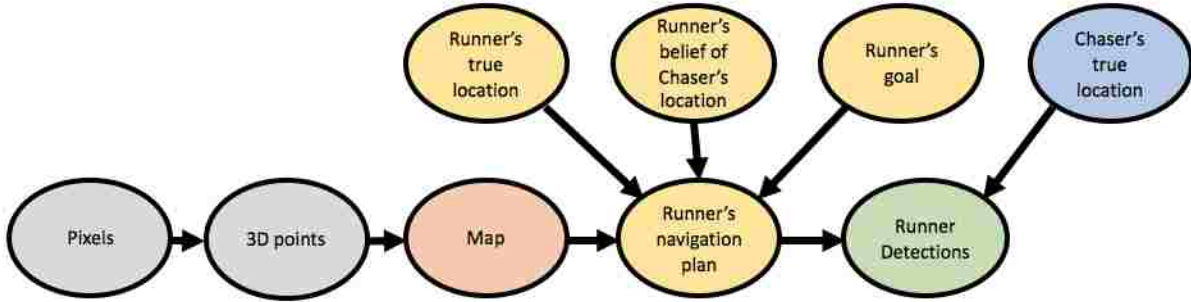 Runner's
true
location
Runner's
belief of
Chaser's
location
Runner's
goal
Chaser's
true
location
Pixels
3D points
Map
Runner's
navigation
plan
Runner
Detections